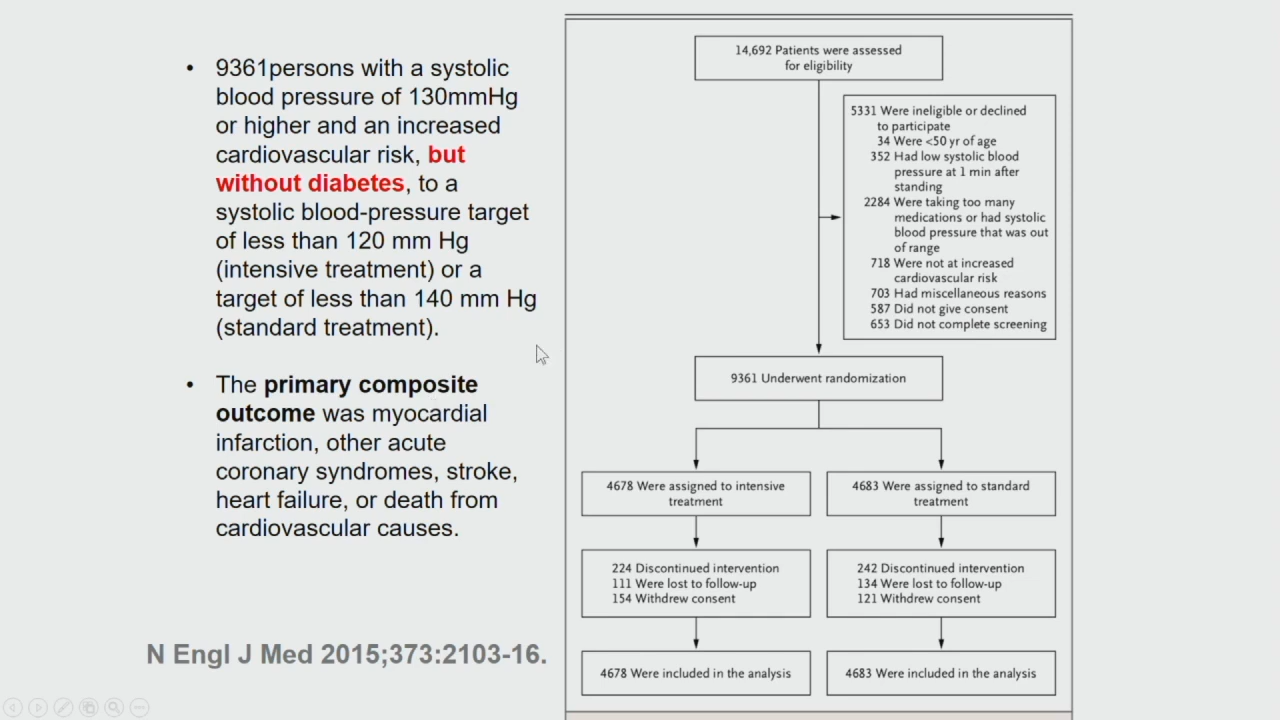 • 9361persons with a systolic
blood pressure of 130mmHg
or higher and an increased
cardiovascular risk, but
without diabetes, to a
systolic blood-pressure target
of less than 120 mm Hg
(intensive treatment) or a
target of less than 140 mm Hg
(standard treatment).
• The primary composite
outcome was myocardial
infarction, other acute
coronary syndromes, stroke,
heart failure, or death from
cardiovascular causes.
N Engl J Med 2015;373:2103-16.
14,692 Patients were assessed
for eligibility
5331 Were ineligible or declined
to participate
34 Were <50 yr of age
352 Had low systolic blood
pressure at 1 min after
standing
2284 Were taking too many
medications or had systolic
blood pressure that was out
of range
718 Were not at increased
cardiovascular risk
703 Had miscellaneous reasons
587 Did not give consent
653 Did not complete screening
9361 Underwent randomization
4678 Were assigned to intensive
treatment
4683 Were assigned to standard
treatment
224 Discontinued intervention
111 Were lost to follow-up
154 Withdrew consent
242 Discontinued intervention
134 Were lost to follow-up
121 Withdrew consent
4678 Were included in the analysis
4683 Were included in the analysis